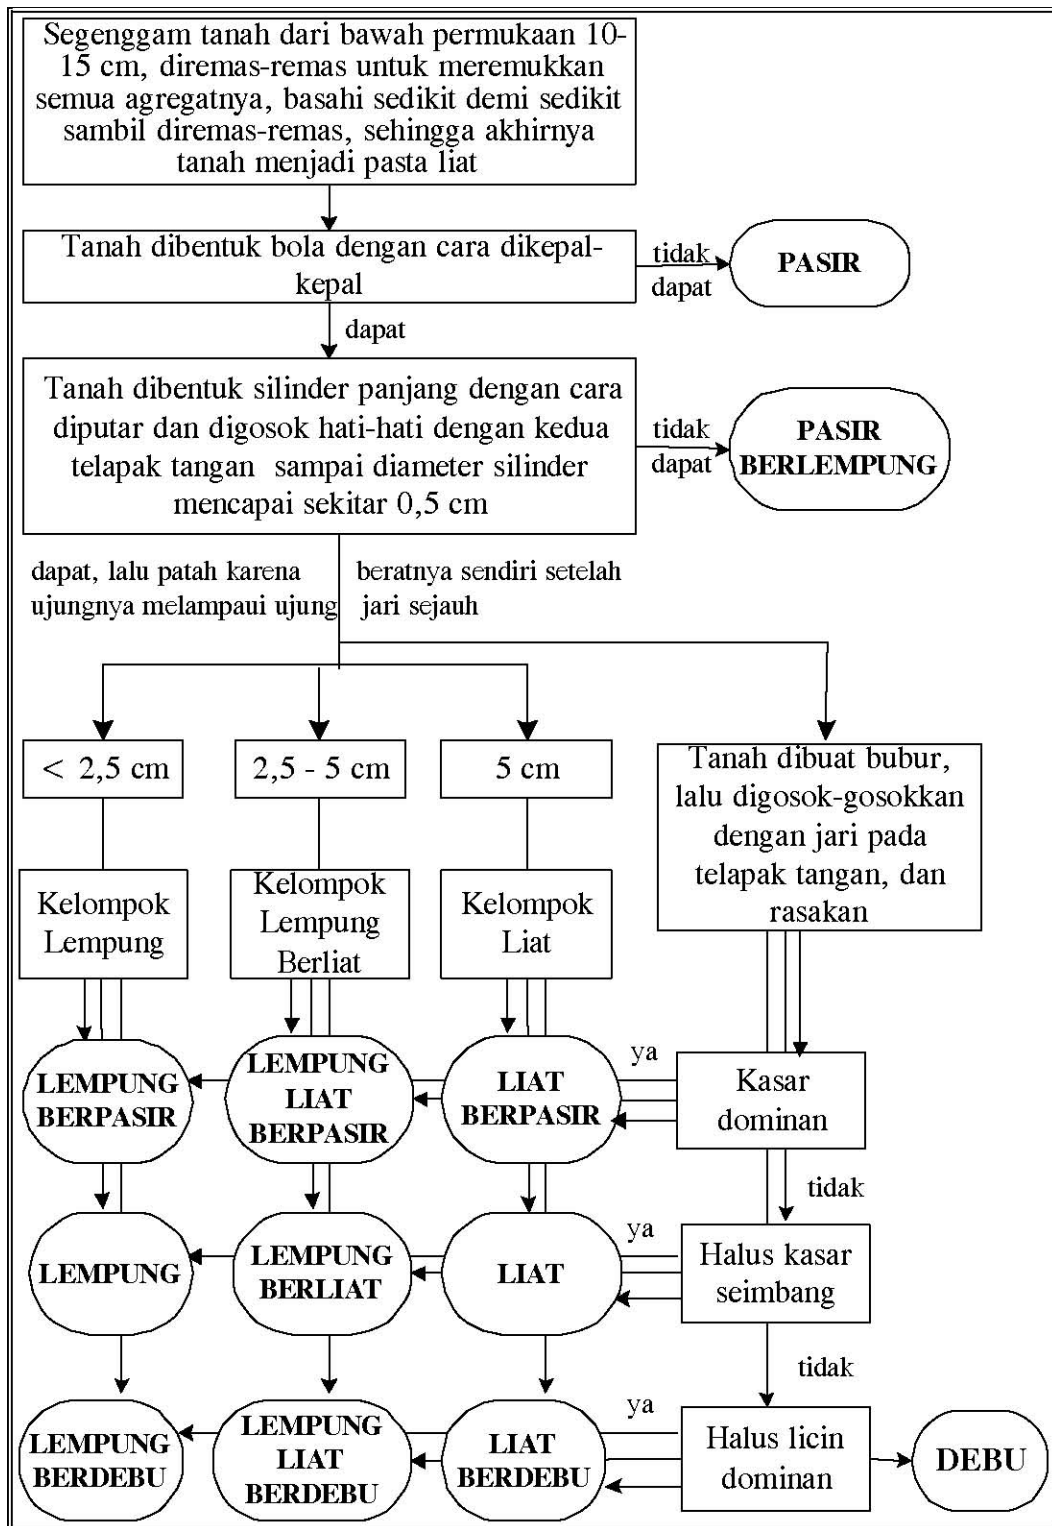 Segenggam tanah dari bawah permukaan 10-
15 cm, diremas-remas untuk meremukkan
semua agregatnya, basahi sedikit demi sedikit
sambil diremas-remas, sehingga akhirnya
tanah menjadi pasta liat
Tanah dibentuk bola dengan cara dikepal-
kepal
tidak
dapat
PASIR
dapat
Tanah dibentuk silinder panjang dengan cara
diputar dan digosok hati-hati dengan kedua
telapak tangan sampai diameter silinder
mencapai sekitar 0,5 cm
tidak
dapat
PASIR
BERLEMPUNG
dapat, lalu patah karena beratnya sendiri setelah
ujungnya melampaui ujung jari sejauh
< 2,5 cm
2,5 - 5 cm
5 cm
Tanah dibuat bubur,
lalu digosok-gosokkan
dengan jari pada
telapak tangan, dan
rasakan
Kelompok
Lempung
Kelompok
Lempung
Berliat
Kelompok
Liat
LEMPUNG
BERPASIR
LEMPUNG
LIAT
BERPASIR
LIAT
BERPASIR
ya
Kasar
dominan
tidak
LEMPUNG
LEMPUNG
BERLIAT
LIAT
ya
Halus kasar
seimbang
tidak
LEMPUNG
BERDEBU
LEMPUNG
LIAT
BERDEBU
LIAT
BERDEBU
ya
Halus licin
dominan
DEBU